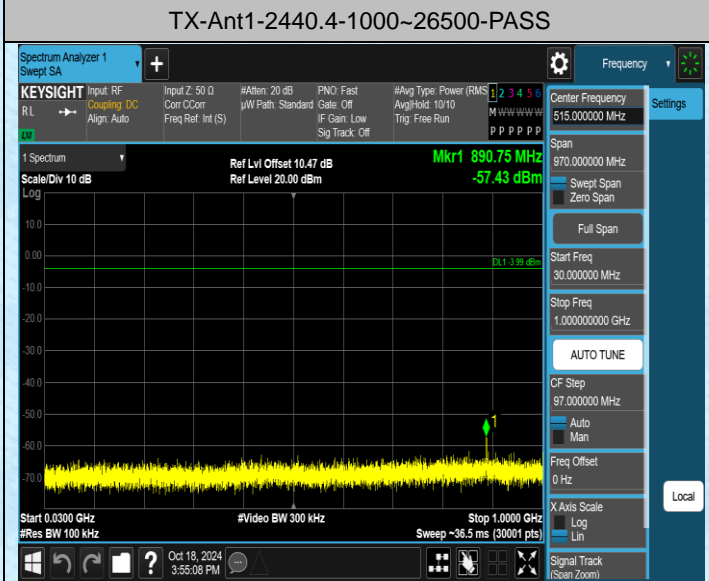 TX-Ant1-2440.4-1000~26500-PASS
Spectrum Analyzer 1
Swept SA
+
Frequency
KEYSIGHT
RL
LNI
Input: RF
Coupling: DC
Align: Auto
Input Z: 50 Ω
Corr CCorr
Freq Ref: Int (S)
#Atten: 20 dB
µW Path: Standard
PNO: Fast
Gate: Off
IF Gain: Low
Sig Track: Off
#Avg Type: Power (RMS
Avg|Hold: 10/10
Trig: Free Run
1 2 3 4 5 6
M W W W W W
P P P P P P
1 Spectrum
Scale/Div 10 dB
Log
Ref Lvl Offset 10.47 dB
Ref Level 20.00 dBm
Mkr1 890.75 MHz
-57.43 dBm
10.0
0.00
-10.0
-20.0
-30.0
-40.0
-50.0
-60.0
-70.0
DL1 -3.99 dBm
1
Start 0.0300 GHz
#Res BW 100 kHz
#Video BW 300 kHz
Stop 1.0000 GHz
Sweep ~36.5 ms (30001 pts)
Center Frequency
515.000000 MHz
Settings
Span
970.000000 MHz
Swept Span
Zero Span
Full Span
Start Freq
30.000000 MHz
Stop Freq
1.000000000 GHz
AUTO TUNE
CF Step
97.000000 MHz
Auto
Man
Freq Offset
0 Hz
X Axis Scale
Log
Lin
Local
Signal Track
(Span Zoom)
?
Oct 18, 2024
3:55:08 PM